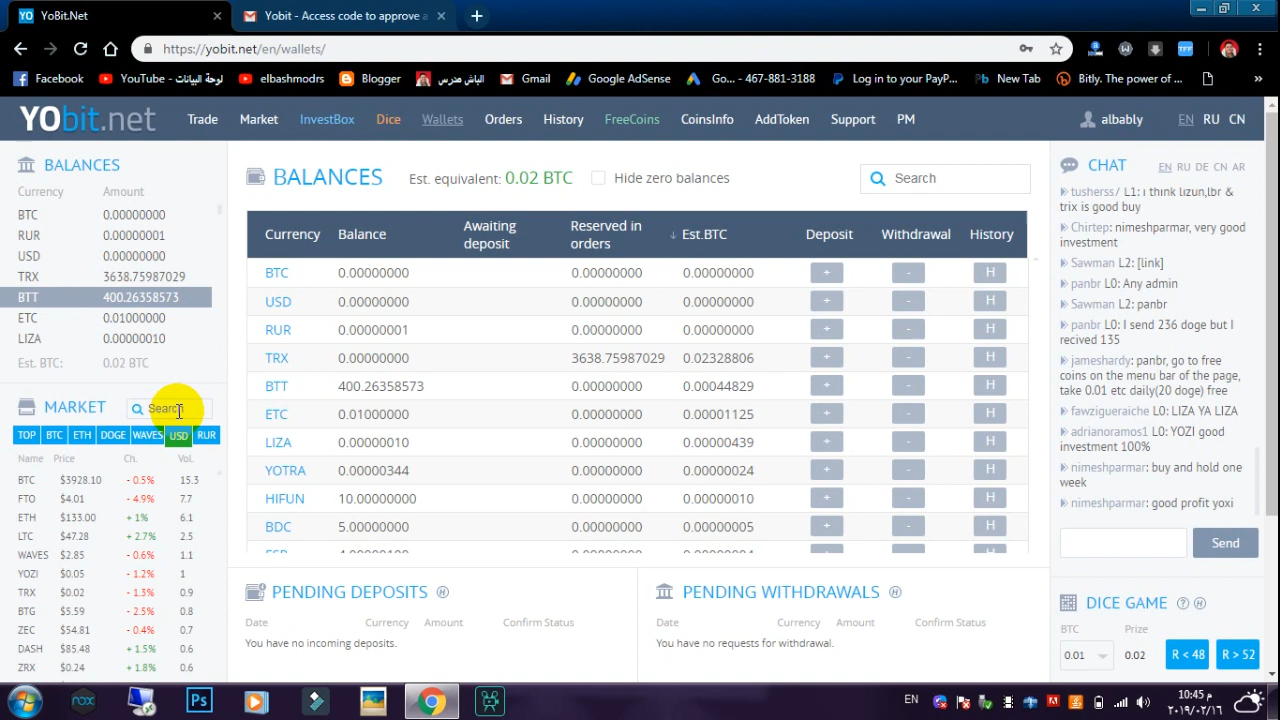 YoBit.Net
Yobit - Access code to approve a
https://yobit.net/en/wallets/
Facebook
YouTube - لوحة البيانات
elbashmodrs
Blogger
الباش مدرس
Gmail
Google AdSense
Go... - 467-881-3188
Log in to your PayP...
New Tab
Bitly. The power of ...
YObit.net
Trade Market InvestBox Dice Wallets Orders History FreeCoins CoinsInfo AddToken Support PM
albably
EN RU CN
BALANCES
Currency Amount
BTC 0.00000000
RUR 0.00000001
USD 0.00000000
TRX 3638.75987029
BTT 400.26358573
ETC 0.01000000
LIZA 0.00000010
Est. BTC: 0.02 BTC
MARKET
Search
TOP BTC ETH DOGE WAVES USD RUR
Name Price Ch. Vol.
BTC $3928.10 - 0.5% 15.3
FTO $4.01 - 4.9% 7.7
ETH $133.00 + 1% 6.1
LTC $47.28 + 2.7% 2.5
WAVES $2.85 - 0.6% 1.1
YOZI $0.05 - 1.2% 1
TRX $0.02 - 1.3% 0.9
BTG $5.59 - 2.5% 0.8
ZEC $54.81 - 0.4% 0.7
DASH $85.48 + 1.5% 0.6
ZRX $0.24 + 1.8% 0.6
BALANCES
Est. equivalent: 0.02 BTC
Hide zero balances
Search
Currency Balance Awaiting deposit Reserved in orders ↓ Est.BTC Deposit Withdrawal History
BTC 0.00000000 0.00000000 0.00000000 + - H
USD 0.00000000 0.00000000 0.00000000 + - H
RUR 0.00000001 0.00000000 0.00000000 + - H
TRX 0.00000000 3638.75987029 0.02328806 + - H
BTT 400.26358573 0.00000000 0.00044829 + - H
ETC 0.01000000 0.00000000 0.00001125 + - H
LIZA 0.00000010 0.00000000 0.00000439 + - H
YOTRA 0.00000344 0.00000000 0.00000024 + - H
HIFUN 10.00000000 0.00000000 0.00000010 + - H
BDC 5.00000000 0.00000000 0.00000005 + - H
PENDING DEPOSITS H
Date Currency Amount Confirm Status
You have no incoming deposits.
PENDING WITHDRAWALS H
Date Currency Amount Confirm Status
You have no requests for withdrawal.
CHAT
EN RU DE CN AR
tusherss/ L1: i think lizun,lbr &
trix is good buy
Chirtep: nimeshparmar, very good
investment
Sawman L2: [link]
panbr L0: Any admin
Sawman L2: panbr
panbr L0: I send 236 doge but I
recived 135
jameshardy: panbr, go to free
coins on the menu bar of the page,
take 0.01 etc daily(20 doge) free
fawzigueraiche L0: LIZA YA LIZA
adrianoramos1 L0: YOZI good
investment 100%
nimeshparmar: buy and hold one
week
nimeshparmar: good profit yoxi
Send
DICE GAME ? H
BTC Prize
0.01 0.02 R < 48 R > 52
nox
Ps
EN
10:45 م
٢٠١٩/٠٢/١٦